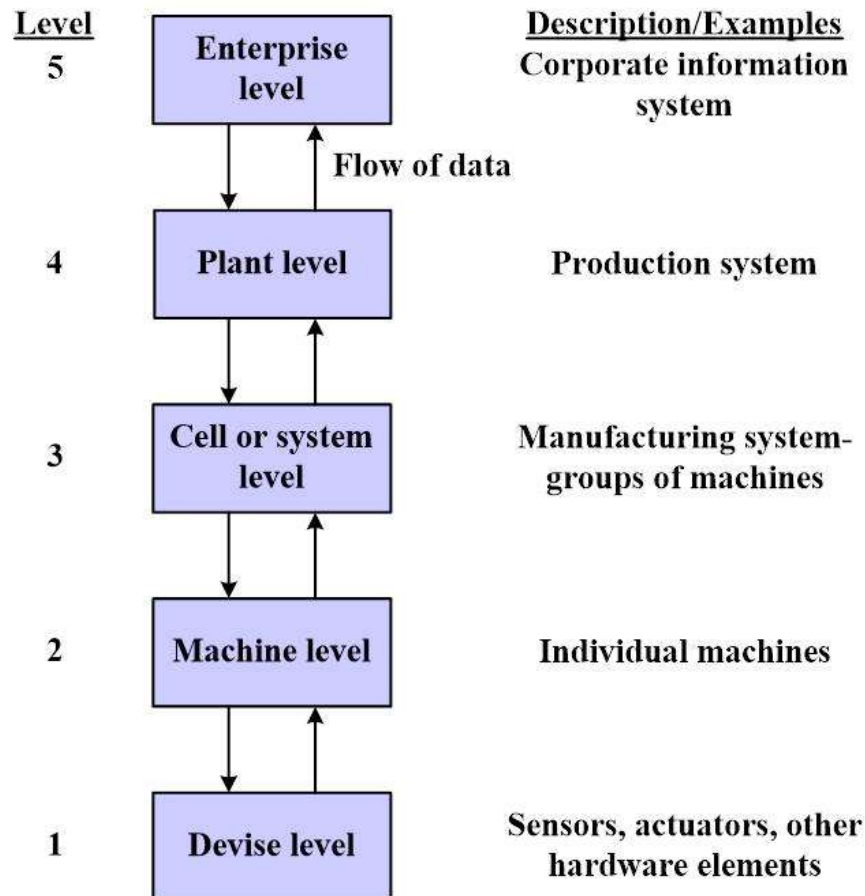 Level
Description/Examples
5
Enterprise
level
Corporate information
system
Flow of data
4
Plant level
Production system
3
Cell or system
level
Manufacturing system-
groups of machines
2
Machine level
Individual machines
1
Devise level
Sensors, actuators, other
hardware elements